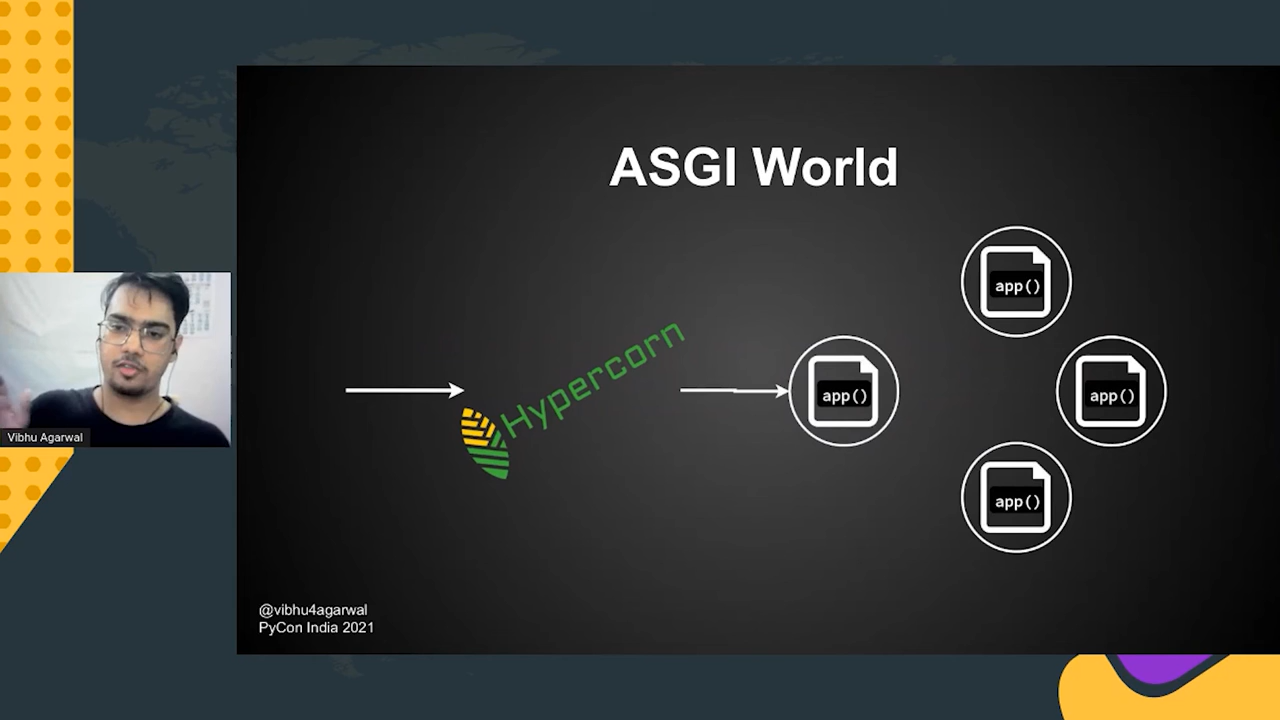 ASGI World
app()
Hypercorn
app()
app()
app()
Vibhu Agarwal
@vibhu4agarwal
PyCon India 2021